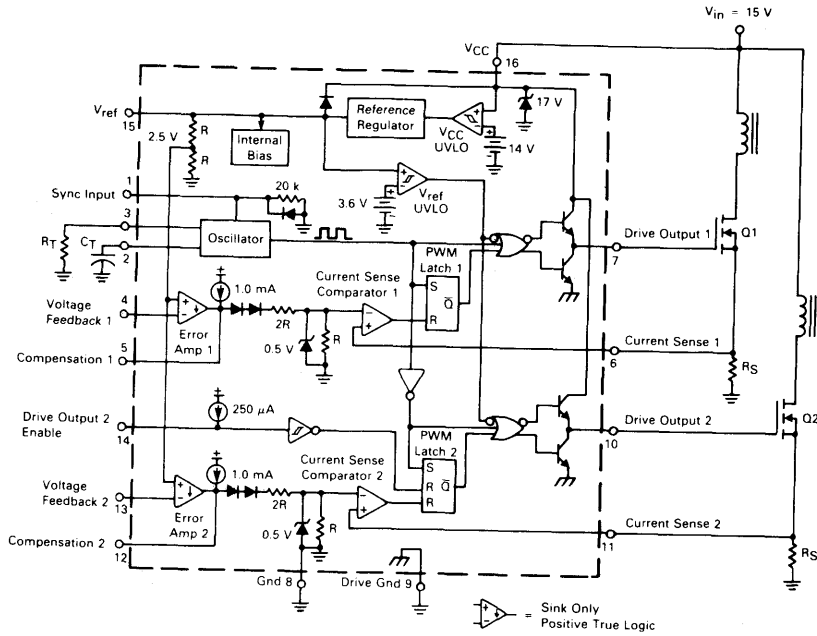 Vin = 15 V
VCC
16
Vref
15
2.5 V
R
R
Internal
Bias
Reference
Regulator
VCC
UVLO
17 V
14 V
Sync Input
1
20 k
3.6 V
Vref
UVLO
RT
3
CT
2
Oscillator
Drive Output 1
7
Q1
PWM
Latch 1
S
Q̅
R
Current Sense
Comparator 1
1.0 mA
Voltage
Feedback 1
4
Error
Amp 1
2R
0.5 V
R
Compensation 1
5
Current Sense 1
6
RS
250 µA
Drive Output 2
Enable
14
Drive Output 2
10
Q2
PWM
Latch 2
S
R
Q̅
R
Current Sense
Comparator 2
1.0 mA
Voltage
Feedback 2
13
Error
Amp 2
2R
0.5 V
R
Compensation 2
12
Current Sense 2
11
RS
Gnd 8
Drive Gnd 9
= Sink Only
Positive True Logic